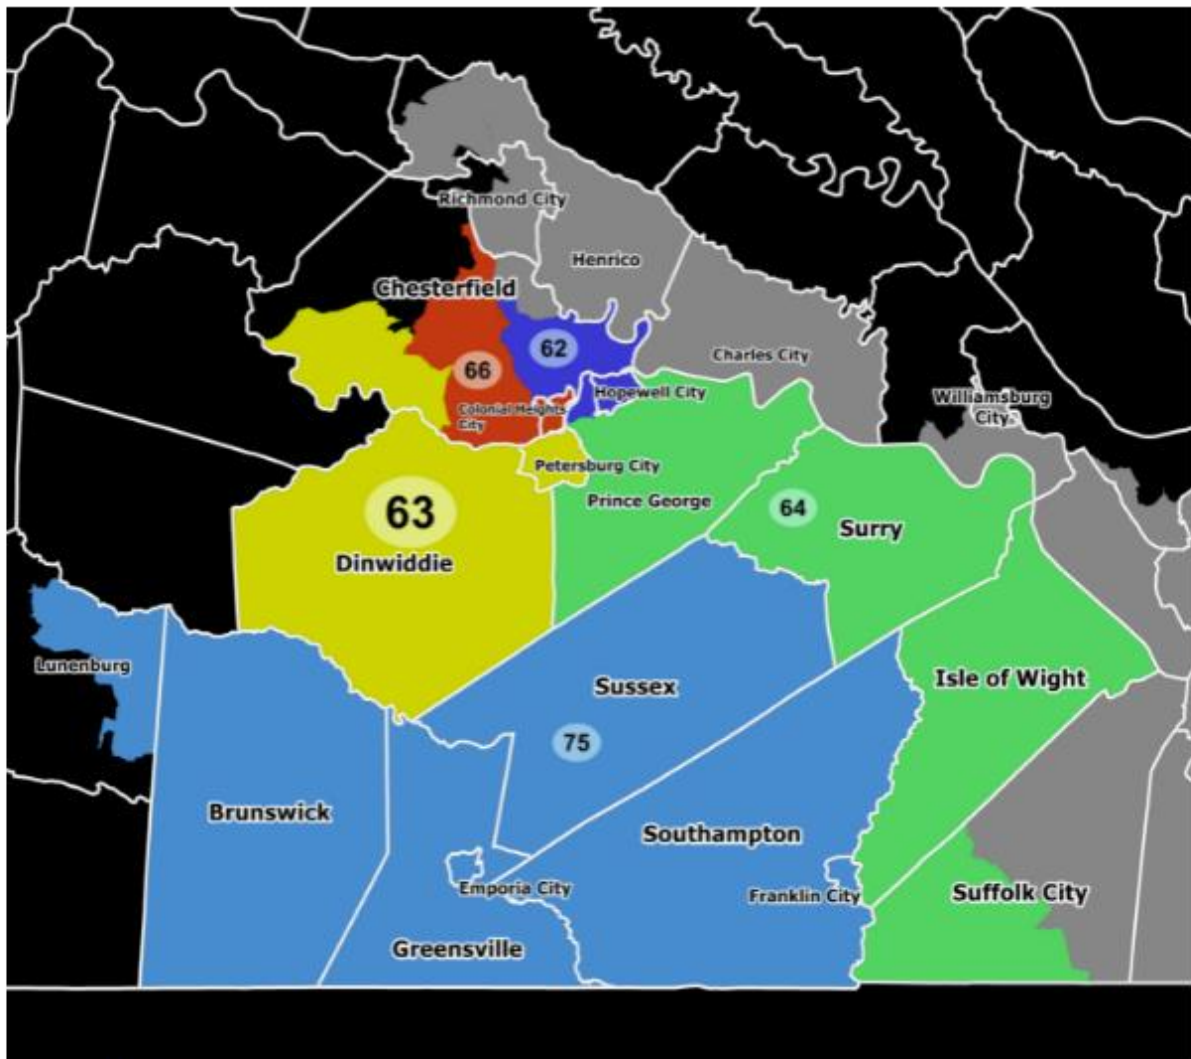 Richmond City
Henrico
Chesterfield
62
Charles City
66
Hopewell City
Williamsburg
City
Colonial Heights
City
Petersburg City
63
Prince George
64
Surry
Dinwiddie
Lunenburg
Isle of Wight
Sussex
75
Brunswick
Southampton
Emporia City
Franklin City
Suffolk City
Greensville